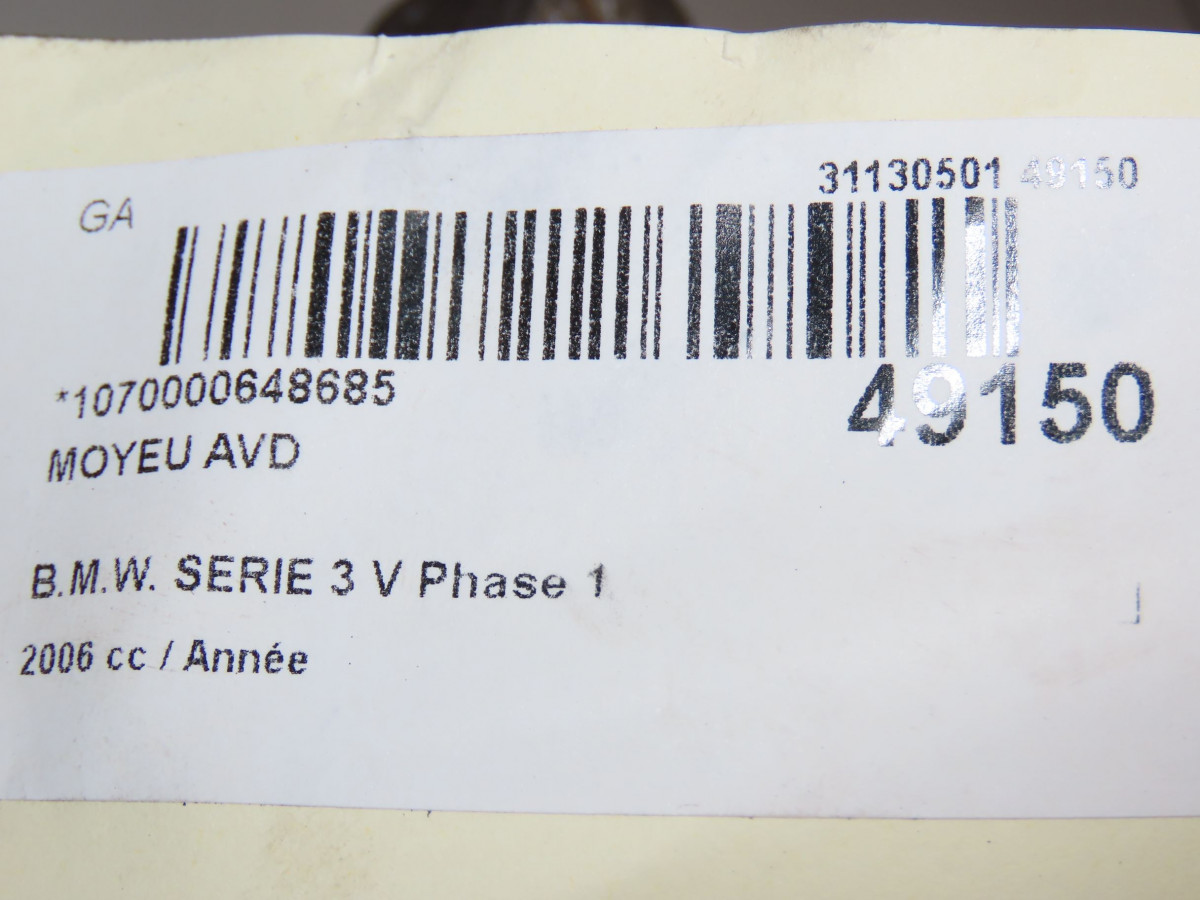 31130501 49150
GA
*1070000648685
49150
MOYEU AVD
B.M.W. SERIE 3 V Phase 1
2006 cc / Année